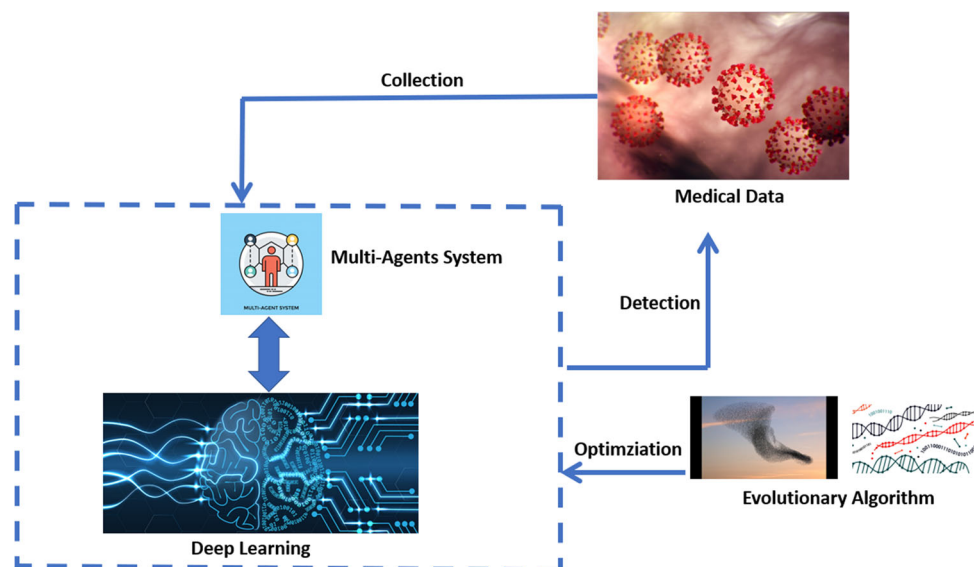 Collection
Medical Data
Multi-Agents System
MULTI-AGENT SYSTEM
Detection
Optimziation
Evolutionary Algorithm
Deep Learning